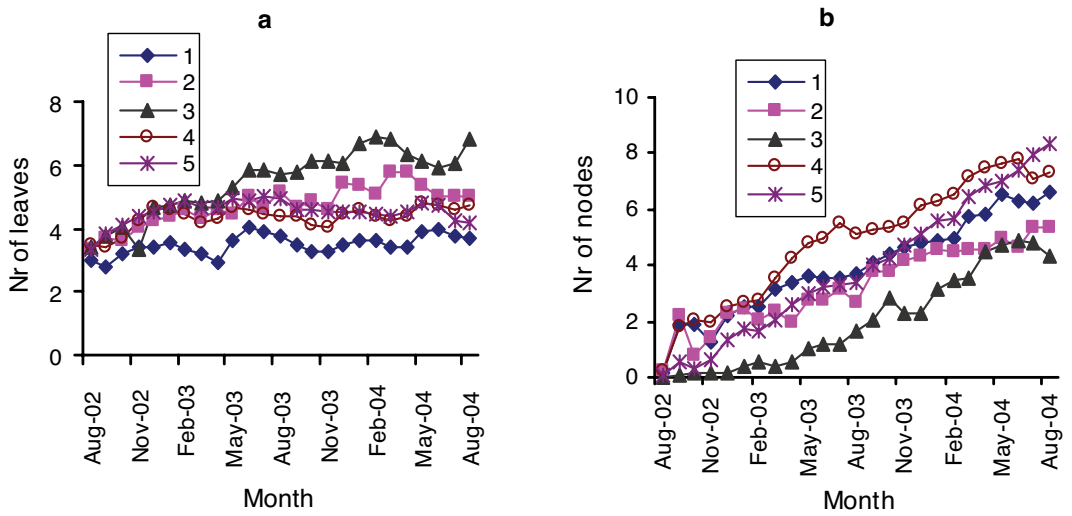 a
1
2
3
4
5
8
6
4
2
0
Nr of leaves
Aug-02
Nov-02
Feb-03
May-03
Aug-03
Nov-03
Feb-04
May-04
Aug-04
Month
b
1
2
3
4
5
10
8
6
4
2
0
Nr of nodes
Aug-02
Nov-02
Feb-03
May-03
Aug-03
Nov-03
Feb-04
May-04
Aug-04
Month